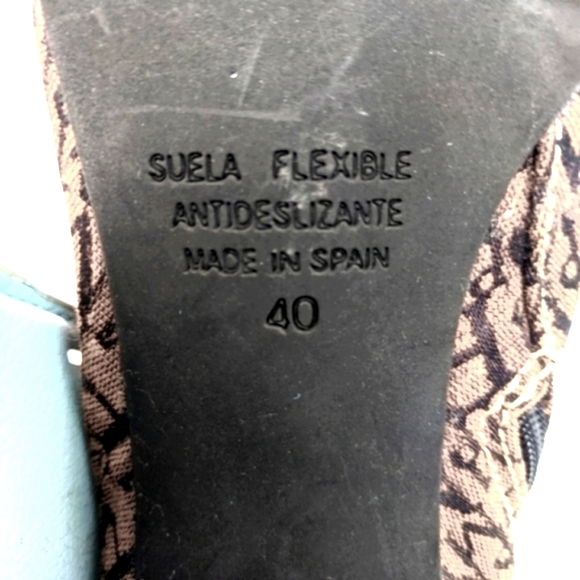 SUELA FLEXIBLE
ANTIDESLIZANTE
MADE IN SPAIN
40